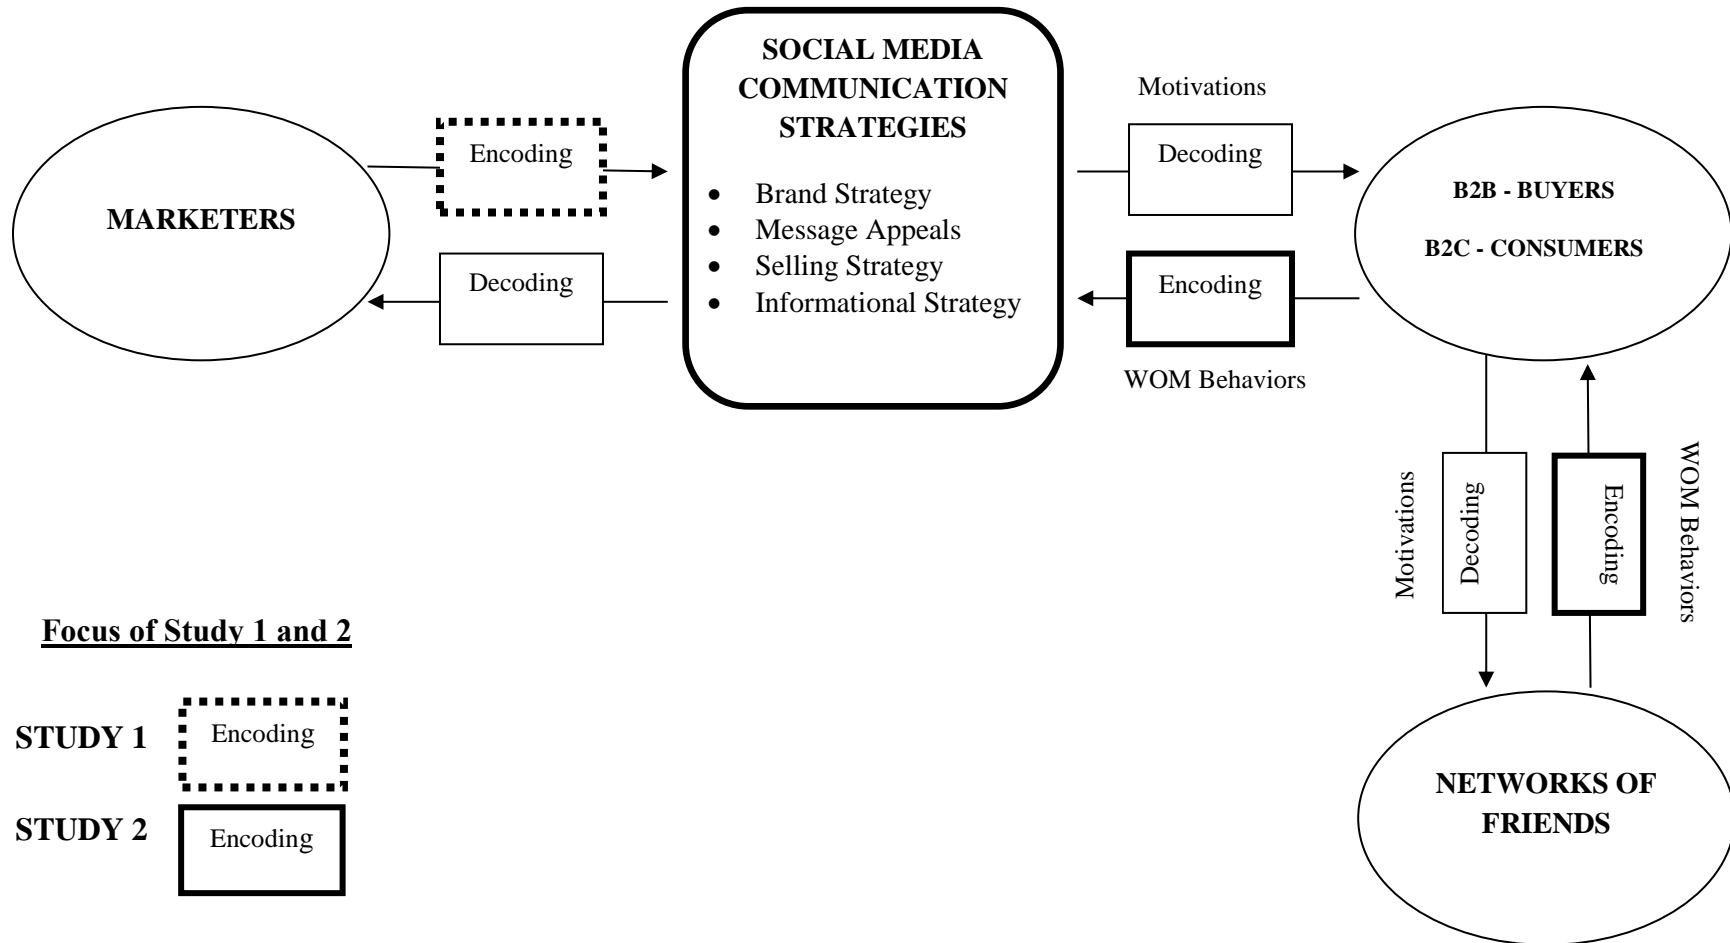 SOCIAL MEDIA
COMMUNICATION
STRATEGIES
• Brand Strategy
• Message Appeals
• Selling Strategy
• Informational Strategy
MARKETERS
Encoding
Decoding
Motivations
Decoding
Encoding
WOM Behaviors
B2B - BUYERS
B2C - CONSUMERS
Motivations
Decoding
Encoding
WOM Behaviors
NETWORKS OF
FRIENDS
Focus of Study 1 and 2
STUDY 1
Encoding
STUDY 2
Encoding